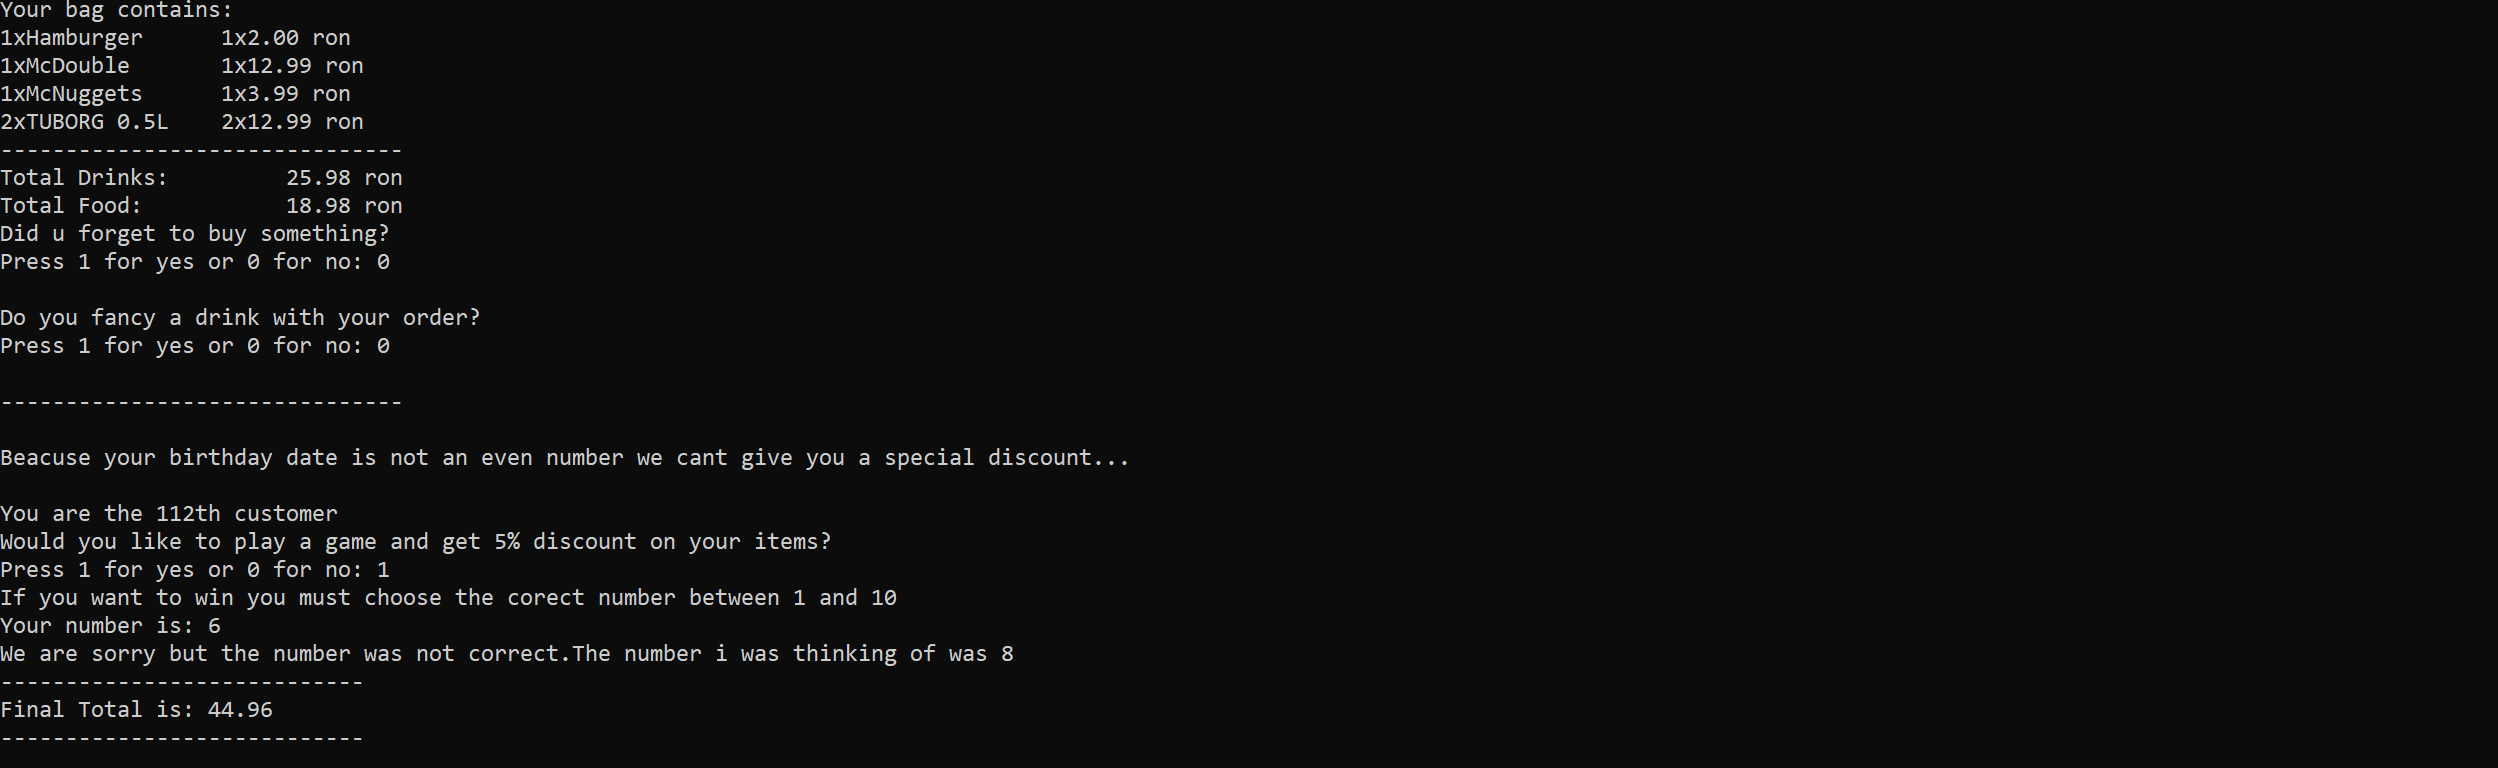 Your bag contains:
1xHamburger      1x2.00 ron
1xMcDouble       1x12.99 ron
1xMcNuggets      1x3.99 ron
2xTUBORG 0.5L    2x12.99 ron
-------------------------------
Total Drinks:         25.98 ron
Total Food:           18.98 ron
Did u forget to buy something?
Press 1 for yes or 0 for no: 0
Do you fancy a drink with your order?
Press 1 for yes or 0 for no: 0
-------------------------------
Beacuse your birthday date is not an even number we cant give you a special discount...
You are the 112th customer
Would you like to play a game and get 5% discount on your items?
Press 1 for yes or 0 for no: 1
If you want to win you must choose the corect number between 1 and 10
Your number is: 6
We are sorry but the number was not correct.The number i was thinking of was 8
----------------------------
Final Total is: 44.96
----------------------------